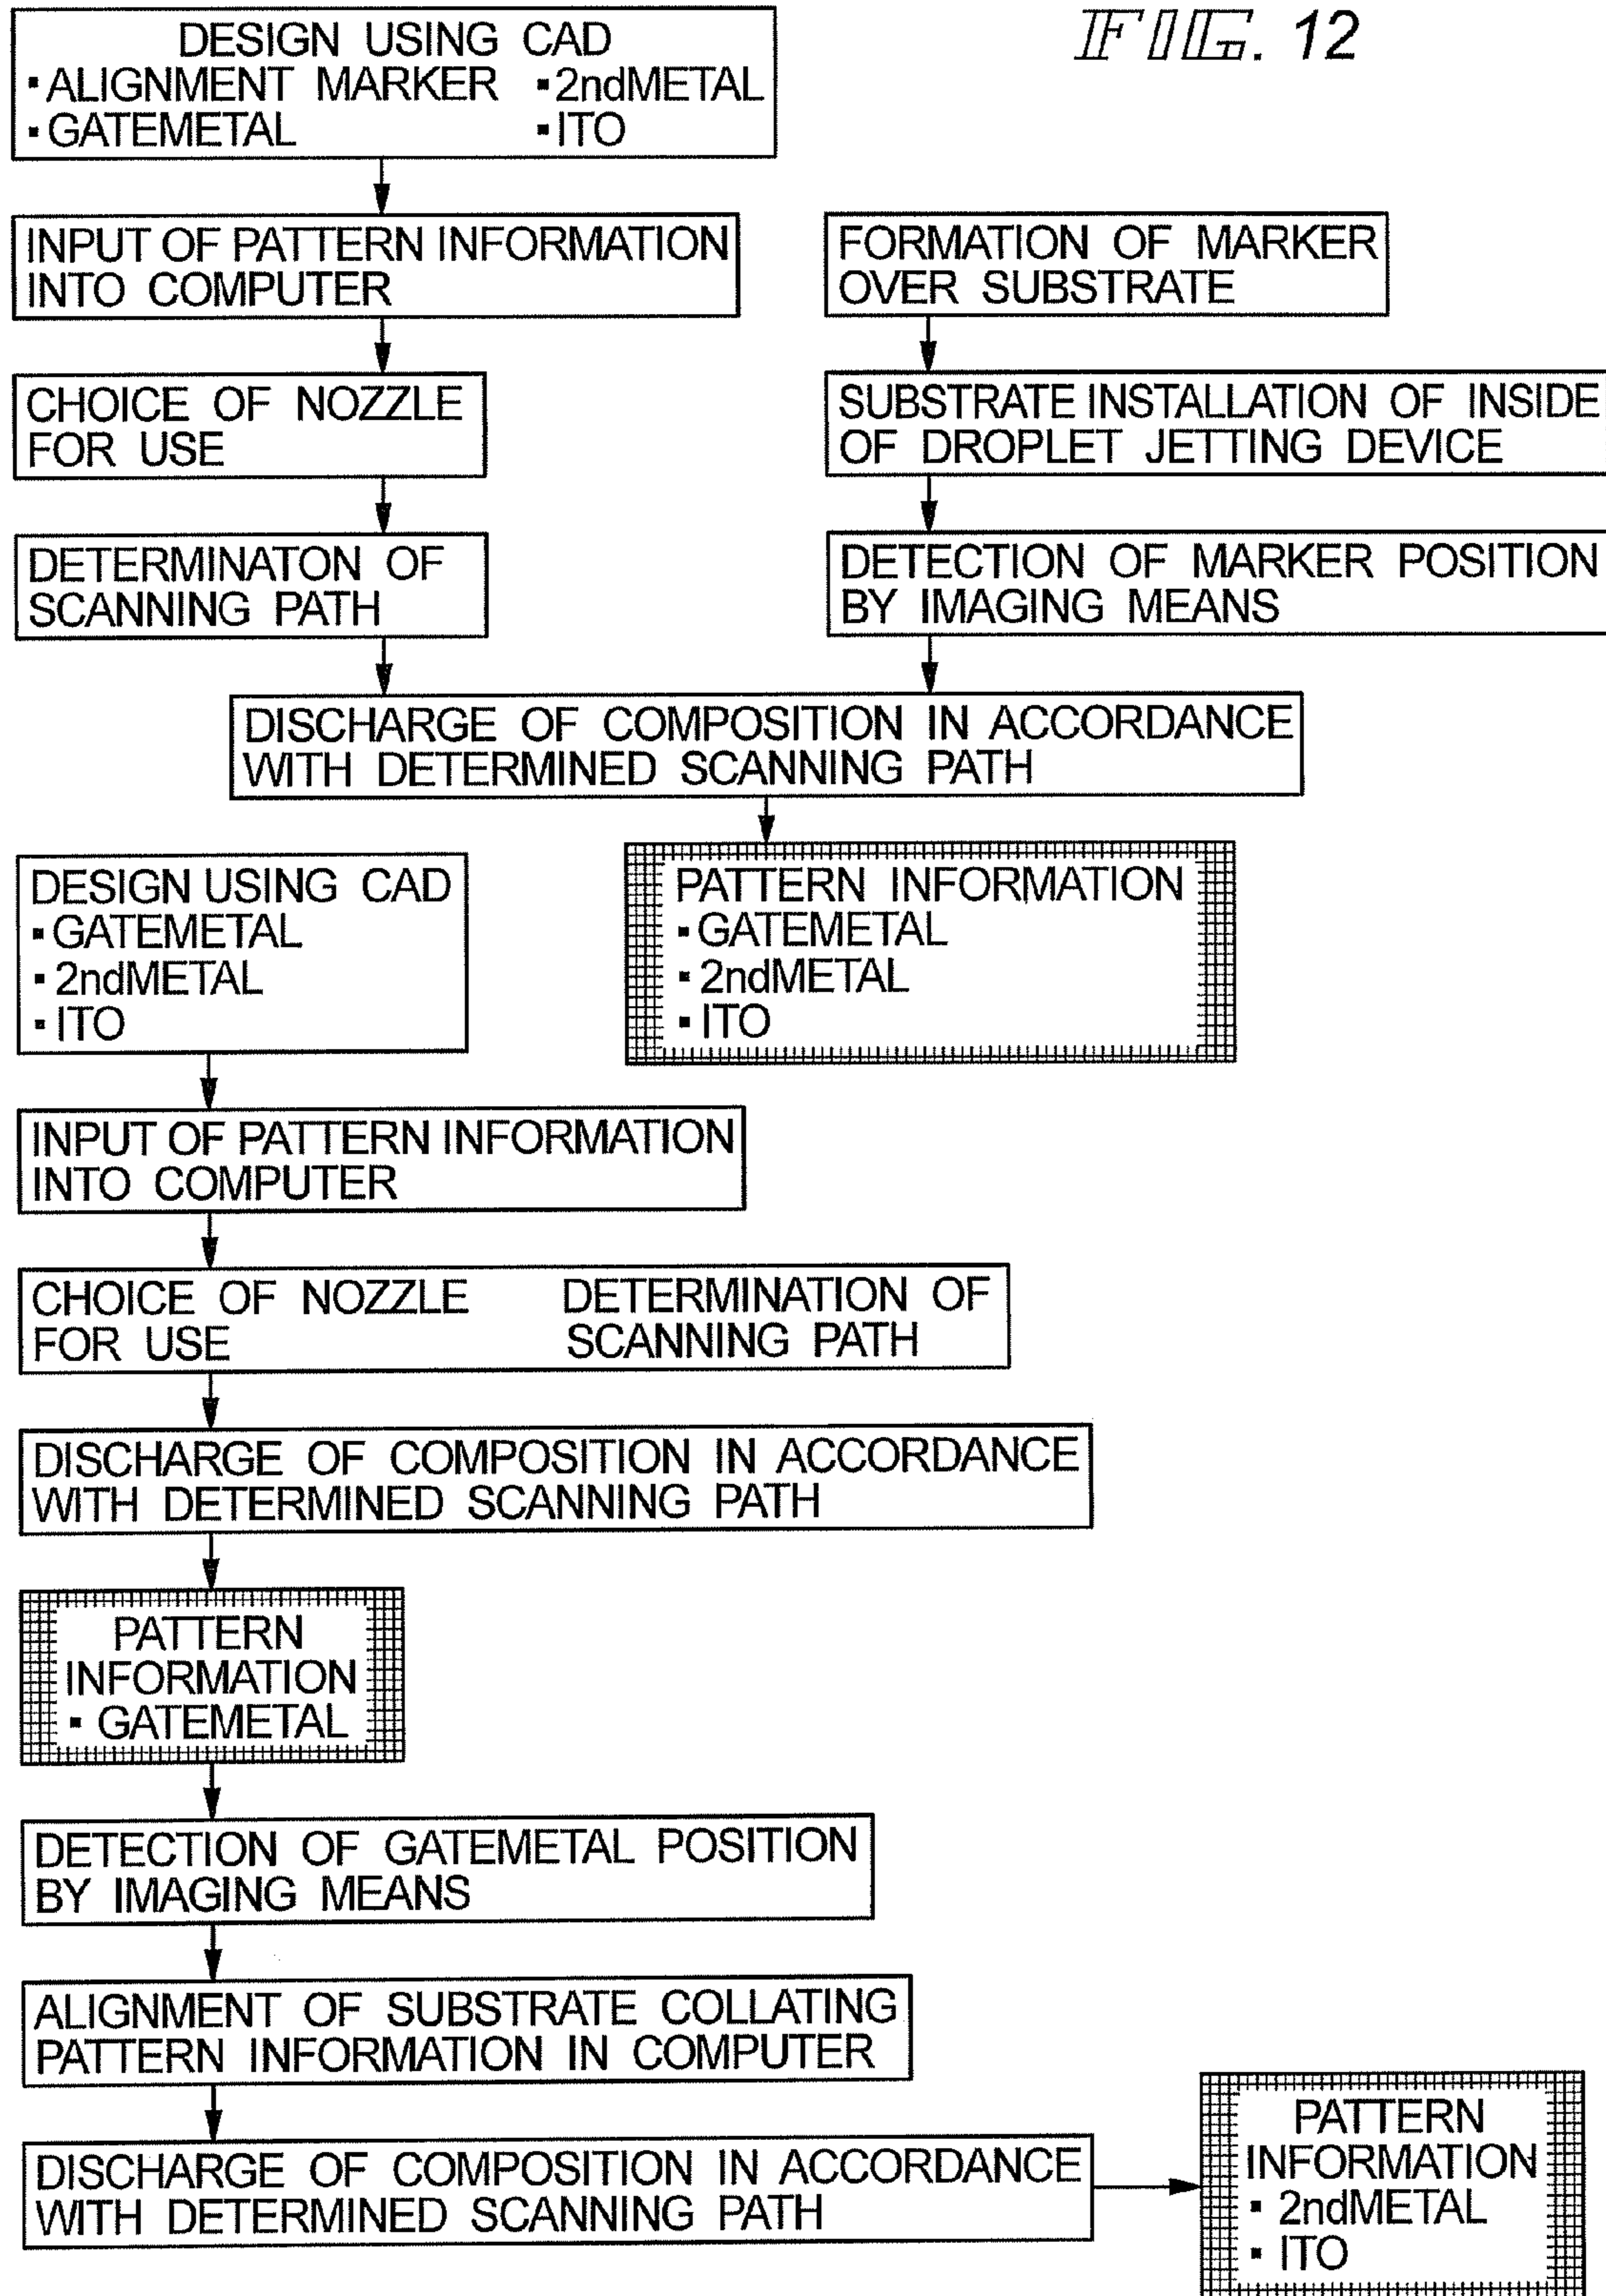 FIG. 12
DESIGN USING CAD
▪ALIGNMENT MARKER ▪2ndMETAL
▪GATEMETAL ▪ITO
INPUT OF PATTERN INFORMATION
INTO COMPUTER
FORMATION OF MARKER
OVER SUBSTRATE
CHOICE OF NOZZLE
FOR USE
SUBSTRATE INSTALLATION OF INSIDE
OF DROPLET JETTING DEVICE
DETERMINATON OF
SCANNING PATH
DETECTION OF MARKER POSITION
BY IMAGING MEANS
DISCHARGE OF COMPOSITION IN ACCORDANCE
WITH DETERMINED SCANNING PATH
PATTERN INFORMATION
▪GATEMETAL
▪2ndMETAL
▪ITO
DESIGN USING CAD
▪GATEMETAL
▪2ndMETAL
▪ITO
INPUT OF PATTERN INFORMATION
INTO COMPUTER
CHOICE OF NOZZLE
FOR USE
DETERMINATION OF
SCANNING PATH
DISCHARGE OF COMPOSITION IN ACCORDANCE
WITH DETERMINED SCANNING PATH
PATTERN
INFORMATION
▪ GATEMETAL
DETECTION OF GATEMETAL POSITION
BY IMAGING MEANS
ALIGNMENT OF SUBSTRATE COLLATING
PATTERN INFORMATION IN COMPUTER
DISCHARGE OF COMPOSITION IN ACCORDANCE
WITH DETERMINED SCANNING PATH
PATTERN
INFORMATION
▪ 2ndMETAL
▪ ITO